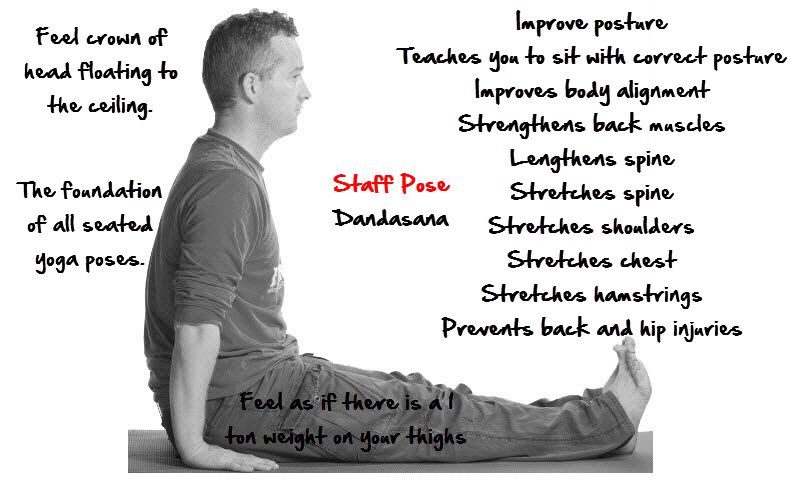 Feel crown of
head floating to
the ceiling.
The foundation
of all seated
yoga poses.
Staff Pose
Dandasana
Improve posture
Teaches you to sit with correct posture
Improves body alignment
Strengthens back muscles
Lengthens spine
Stretches spine
Stretches shoulders
Stretches chest
Stretches hamstrings
Prevents back and hip injuries
Feel as if there is a 1
ton weight on your thighs